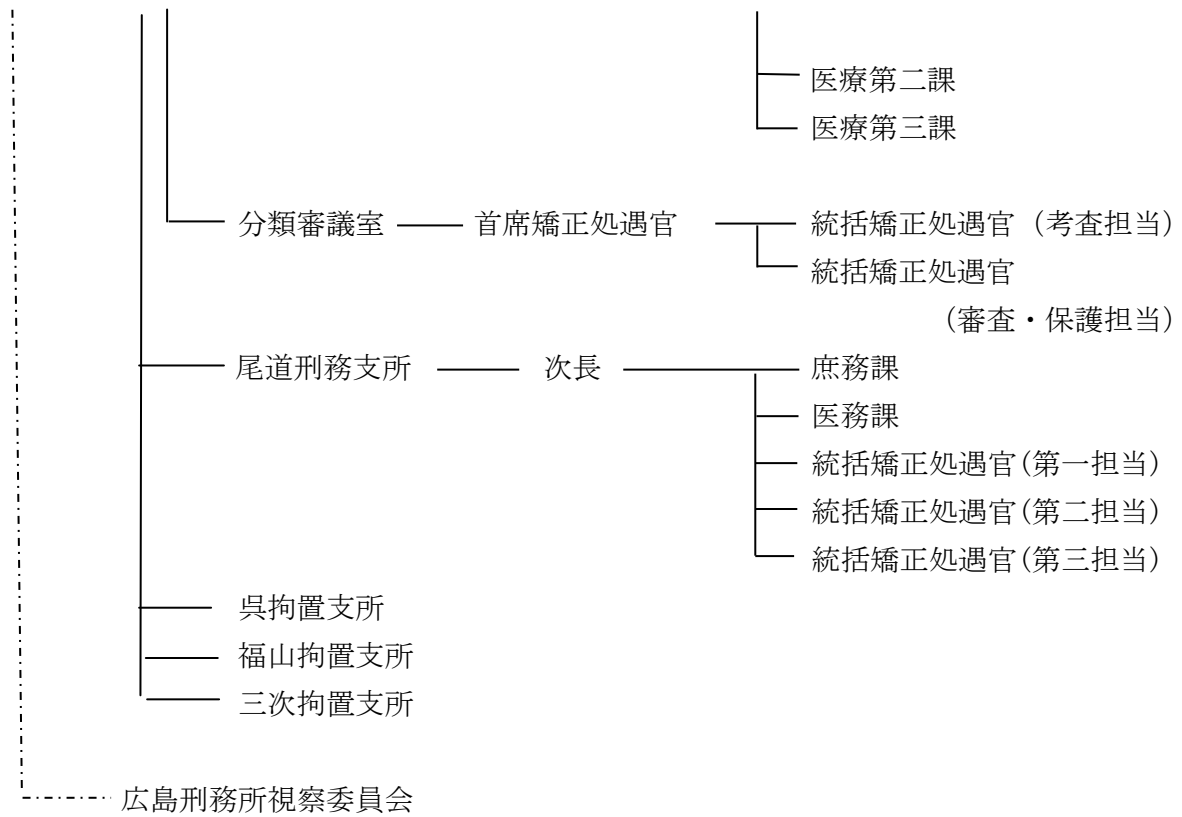 医療第二課
医療第三課
分類審議室 首席矯正処遇官 統括矯正処遇官（考査担当）
統括矯正処遇官
（審査・保護担当）
尾道刑務支所 次長 庶務課
医務課
統括矯正処遇官(第一担当)
統括矯正処遇官(第二担当)
統括矯正処遇官(第三担当)
呉拘置支所
福山拘置支所
三次拘置支所
広島刑務所視察委員会